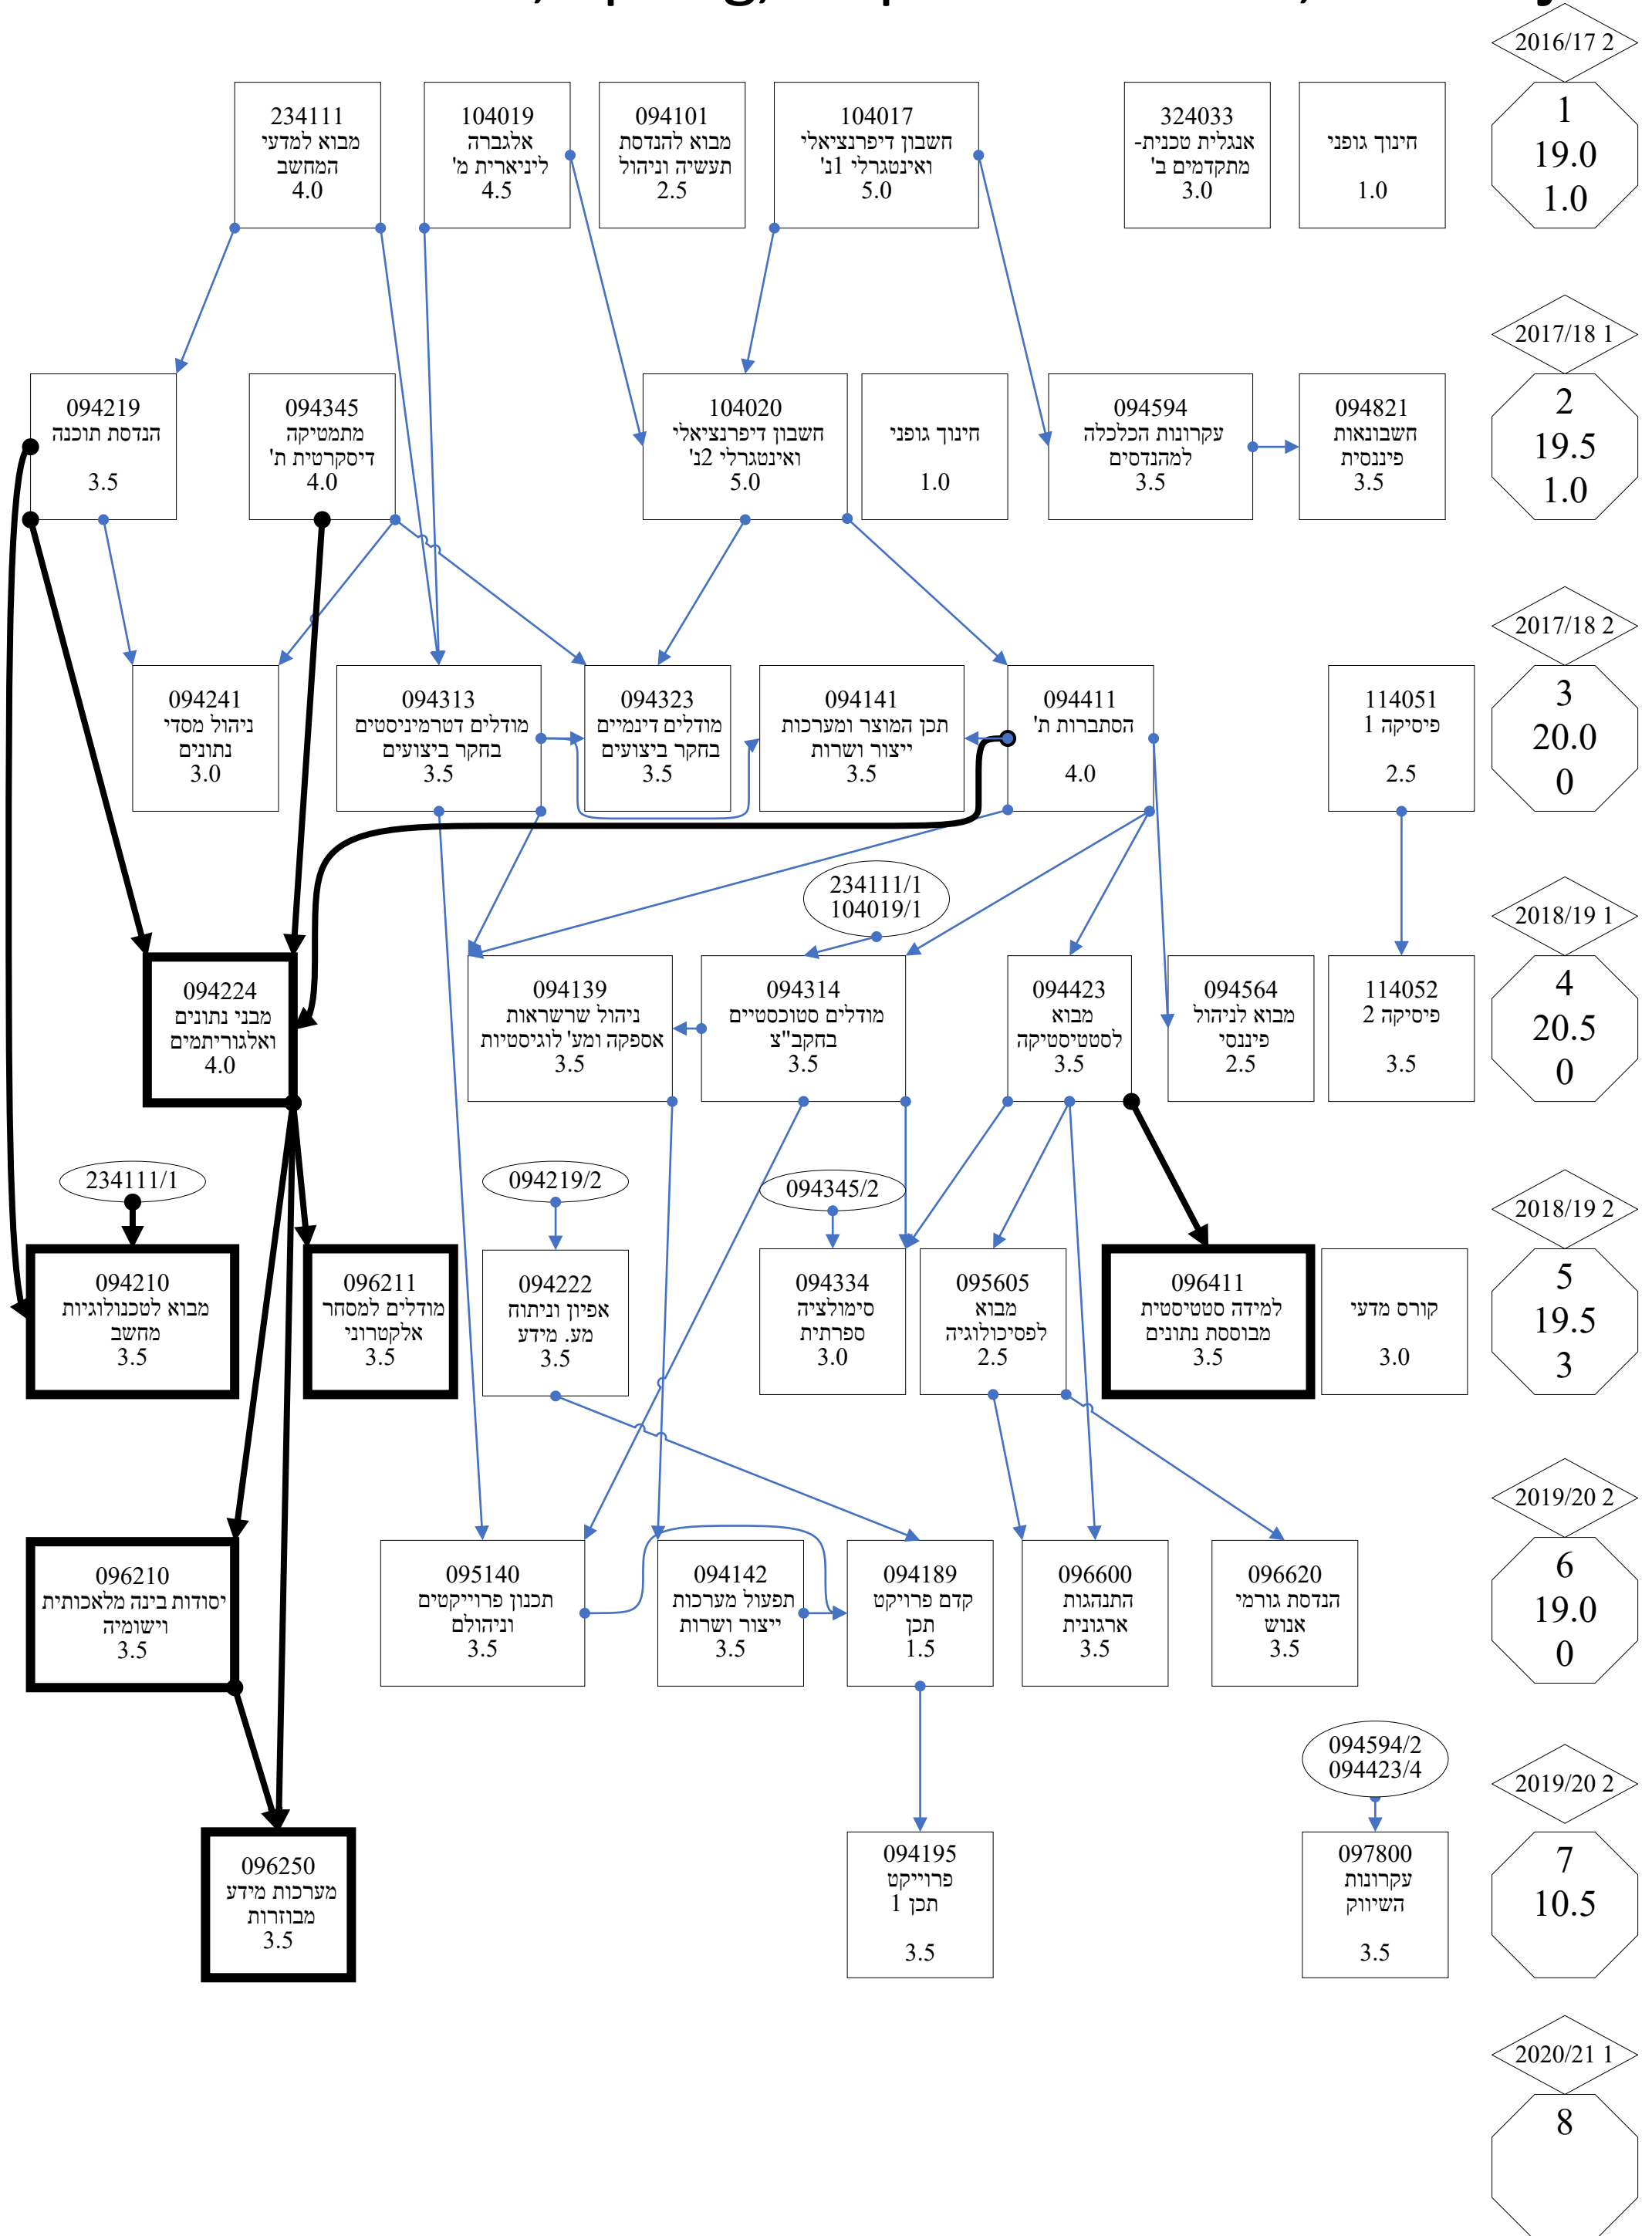 2016/17 2
234111
מבוא למדעי
המחשב
4.0
104019
אלגברה
ליניארית מ'
4.5
094101
מבוא להנדסת
תעשיה וניהול
2.5
104017
חשבון דיפרנציאלי
ואינטגרלי 1נ'
5.0
324033
אנגלית טכנית-
מתקדמים ב'
3.0
חינוך גופני
1.0
1
19.0
1.0
2017/18 1
094219
הנדסת תוכנה
3.5
094345
מתמטיקה
דיסקרטית ת'
4.0
104020
חשבון דיפרנציאלי
ואינטגרלי 2נ'
5.0
חינוך גופני
1.0
094594
עקרונות הכלכלה
למהנדסים
3.5
094821
חשבונאות
פיננסית
3.5
2
19.5
1.0
2017/18 2
094241
ניהול מסדי
נתונים
3.0
094313
מודלים דטרמיניסטים
בחקר ביצועים
3.5
094323
מודלים דינמיים
בחקר ביצועים
3.5
094141
תכן המוצר ומערכות
ייצור ושרות
3.5
094411
הסתברות ת'
4.0
114051
פיסיקה 1
2.5
3
20.0
0
234111/1
104019/1
2018/19 1
094224
מבני נתונים
ואלגוריתמים
4.0
094139
ניהול שרשראות
אספקה ומע' לוגיסטיות
3.5
094314
מודלים סטוכסטיים
בחקב"צ
3.5
094423
מבוא
לסטטיסטיקה
3.5
094564
מבוא לניהול
פיננסי
2.5
114052
פיסיקה 2
3.5
4
20.5
0
234111/1
094219/2
094345/2
2018/19 2
094210
מבוא לטכנולוגיות
מחשב
3.5
096211
מודלים למסחר
אלקטרוני
3.5
094222
אפיון וניתוח
מע. מידע
3.5
094334
סימולציה
ספרתית
3.0
095605
מבוא
לפסיכולוגיה
2.5
096411
למידה סטטיסטית
מבוססת נתונים
3.5
קורס מדעי
3.0
5
19.5
3
2019/20 2
096210
יסודות בינה מלאכותית
וישומיה
3.5
095140
תכנון פרוייקטים
וניהולם
3.5
094142
תפעול מערכות
ייצור ושרות
3.5
094189
קדם פרויקט
תכן
1.5
096600
התנהגות
ארגונית
3.5
096620
הנדסת גורמי
אנוש
3.5
6
19.0
0
094594/2
094423/4
2019/20 2
096250
מערכות מידע
מבוזרות
3.5
094195
פרוייקט
תכן 1
3.5
097800
עקרונות
השיווק
3.5
7
10.5
2020/21 1
8